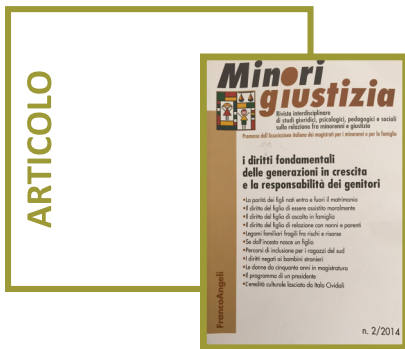 ARTICOLO
Minori
giustizia
Rivista interdisciplinare
di studi giuridici, psicologici, pedagogici e sociali
sulla relazione fra minorenni e giustizia
Promossa dall'Associazione italiana dei magistrati per i minorenni e per la famiglia
i diritti fondamentali
delle generazioni in crescita
e la responsabilità dei genitori
•La parità dei figli nati entro e fuori il matrimonio
•Il diritto del figlio di essere assistito moralmente
•Il diritto del figlio di ascolto in famiglia
•Il diritto del figlio di relazione con nonni e parenti
•Legami familiari fragili fra rischi e risorse
•Se dall'incesto nasce un figlio
•Percorsi di inclusione per i ragazzi del sud
•I diritti negati ai bambini stranieri
•Le donne da cinquanta anni in magistratura
•Il programma di un presidente
•L'eredità culturale lasciata da Italo Cividali
FrancoAngeli
n. 2/2014